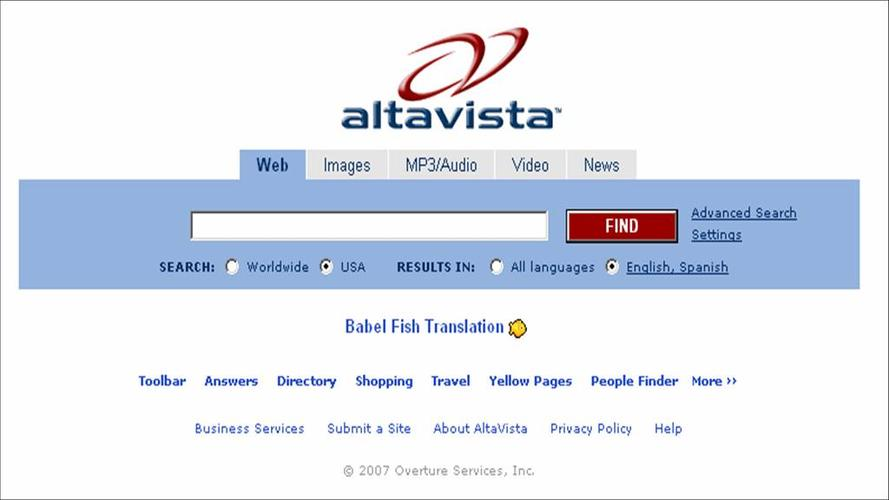 altavista™
Web Images MP3/Audio Video News
FIND Advanced Search
Settings
SEARCH: Worldwide USA RESULTS IN: All languages English, Spanish
Babel Fish Translation
Toolbar Answers Directory Shopping Travel Yellow Pages People Finder More >>
Business Services Submit a Site About AltaVista Privacy Policy Help
© 2007 Overture Services, Inc.